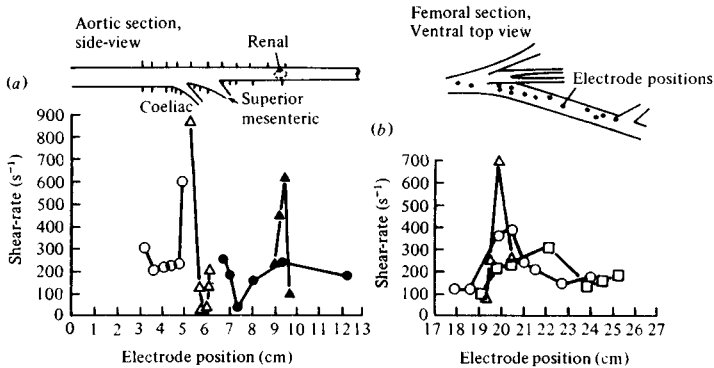 Aortic section,
side-view
Renal
(a)
Coeliac
Superior
mesenteric
Shear-rate (s⁻¹)
900
800
700
600
500
400
300
200
100
0
0 1 2 3 4 5 6 7 8 9 10 11 12 13
Electrode position (cm)
Femoral section,
Ventral top view
Electrode positions
(b)
Shear-rate (s⁻¹)
700
600
500
400
300
200
100
0
17 18 19 20 21 22 23 24 25 26 27
Electrode position (cm)